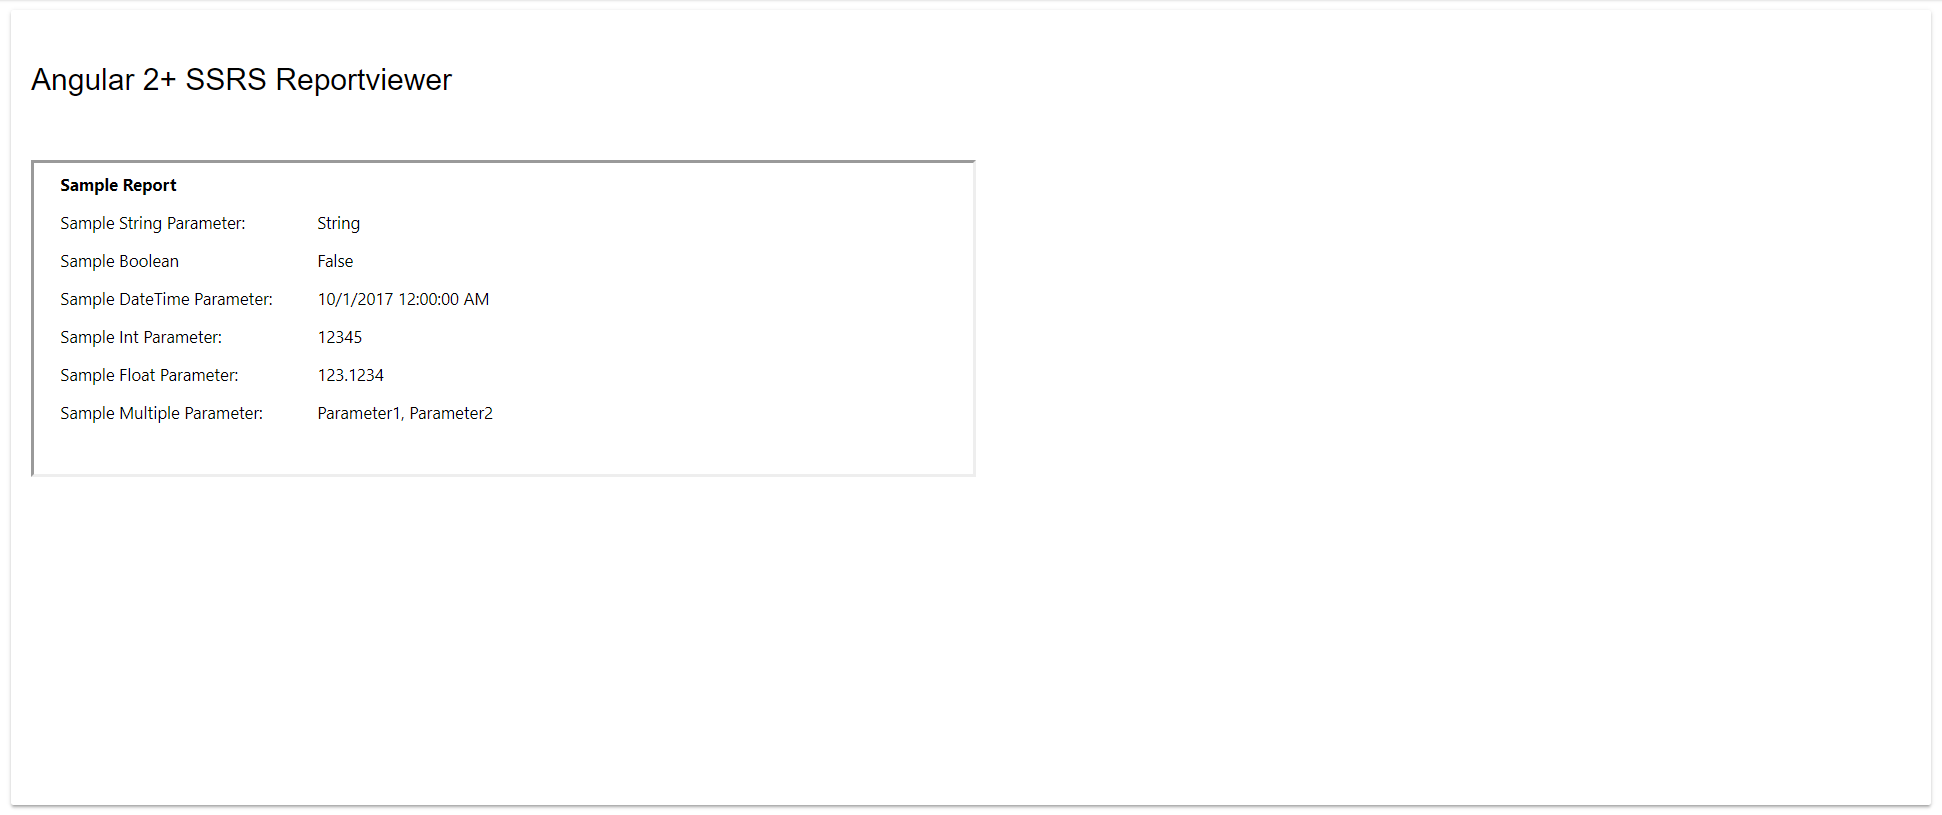 Angular 2+ SSRS Reportviewer
Sample Report
Sample String Parameter: String
Sample Boolean False
Sample DateTime Parameter: 10/1/2017 12:00:00 AM
Sample Int Parameter: 12345
Sample Float Parameter: 123.1234
Sample Multiple Parameter: Parameter1, Parameter2